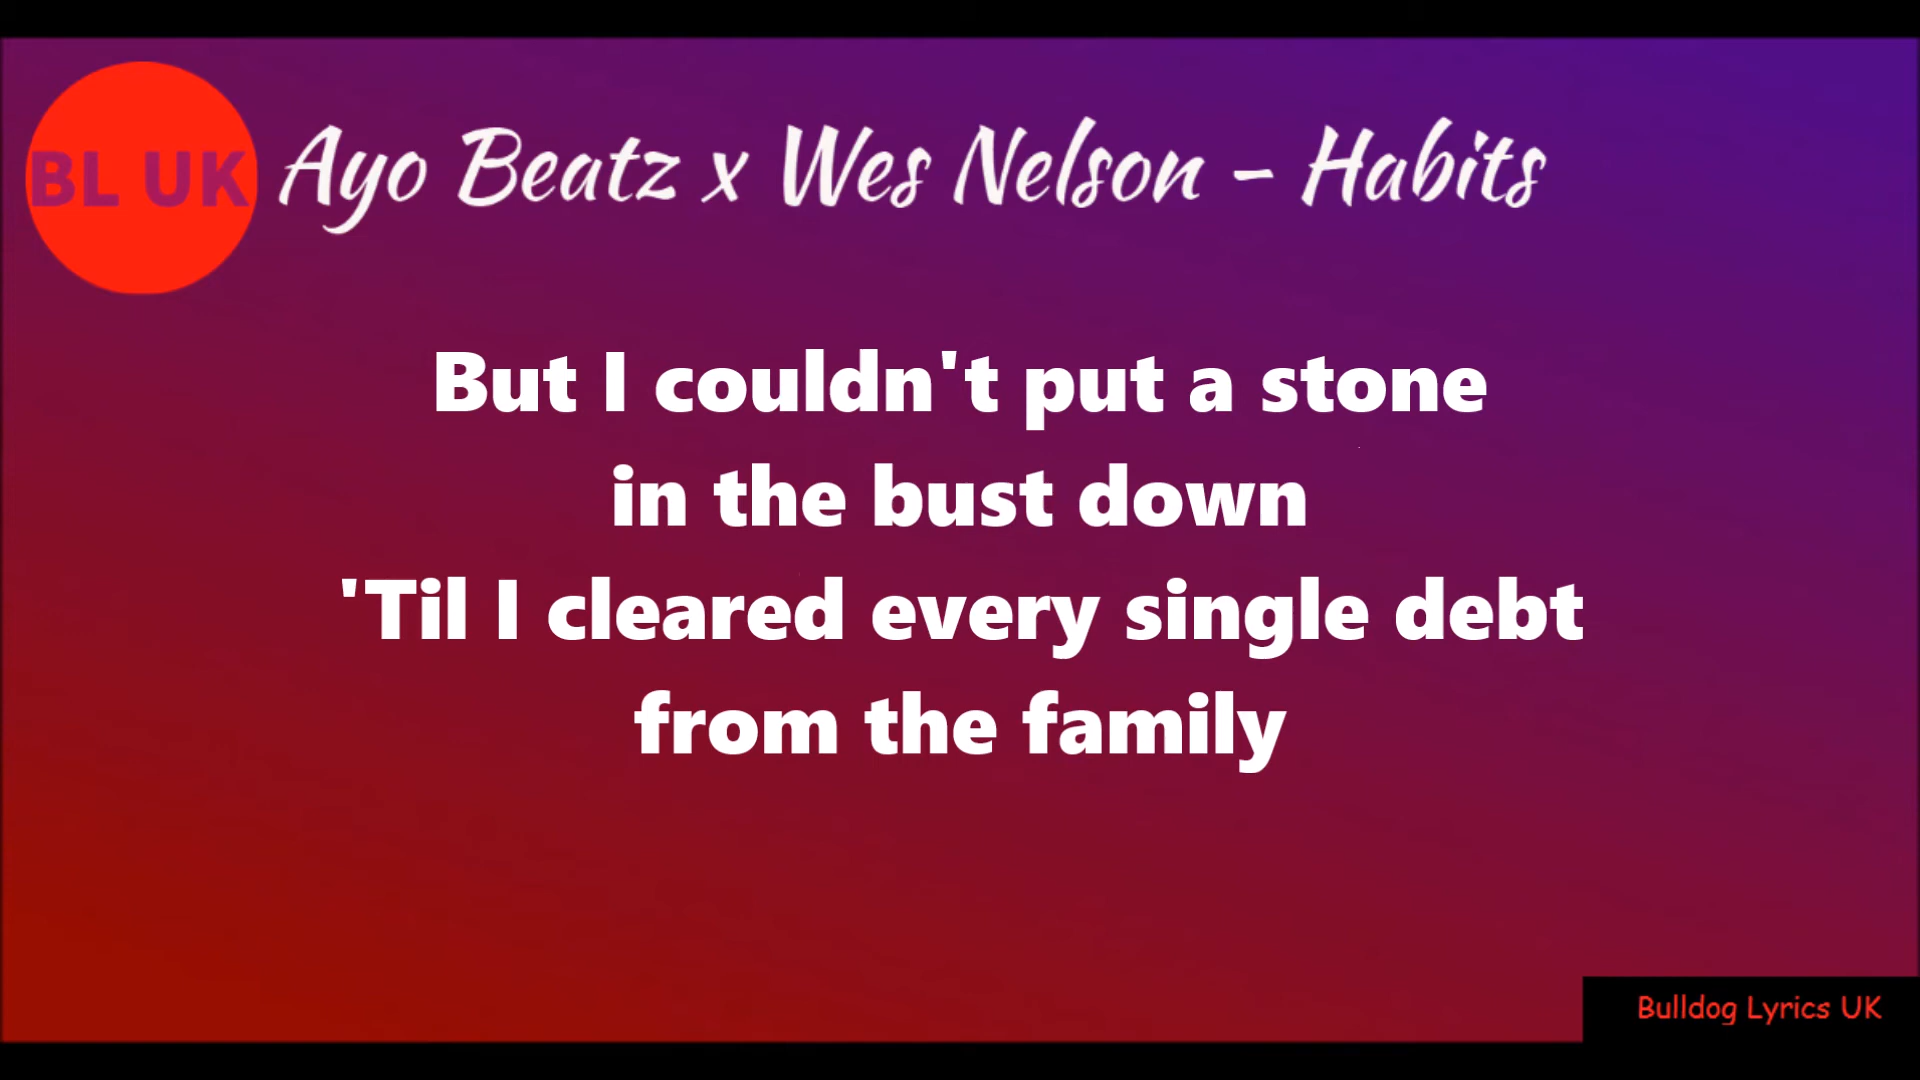 BL UK
Ayo Beatz x Wes Nelson - Habits
But I couldn't put a stone
in the bust down
'Til I cleared every single debt
from the family
Bulldog Lyrics UK